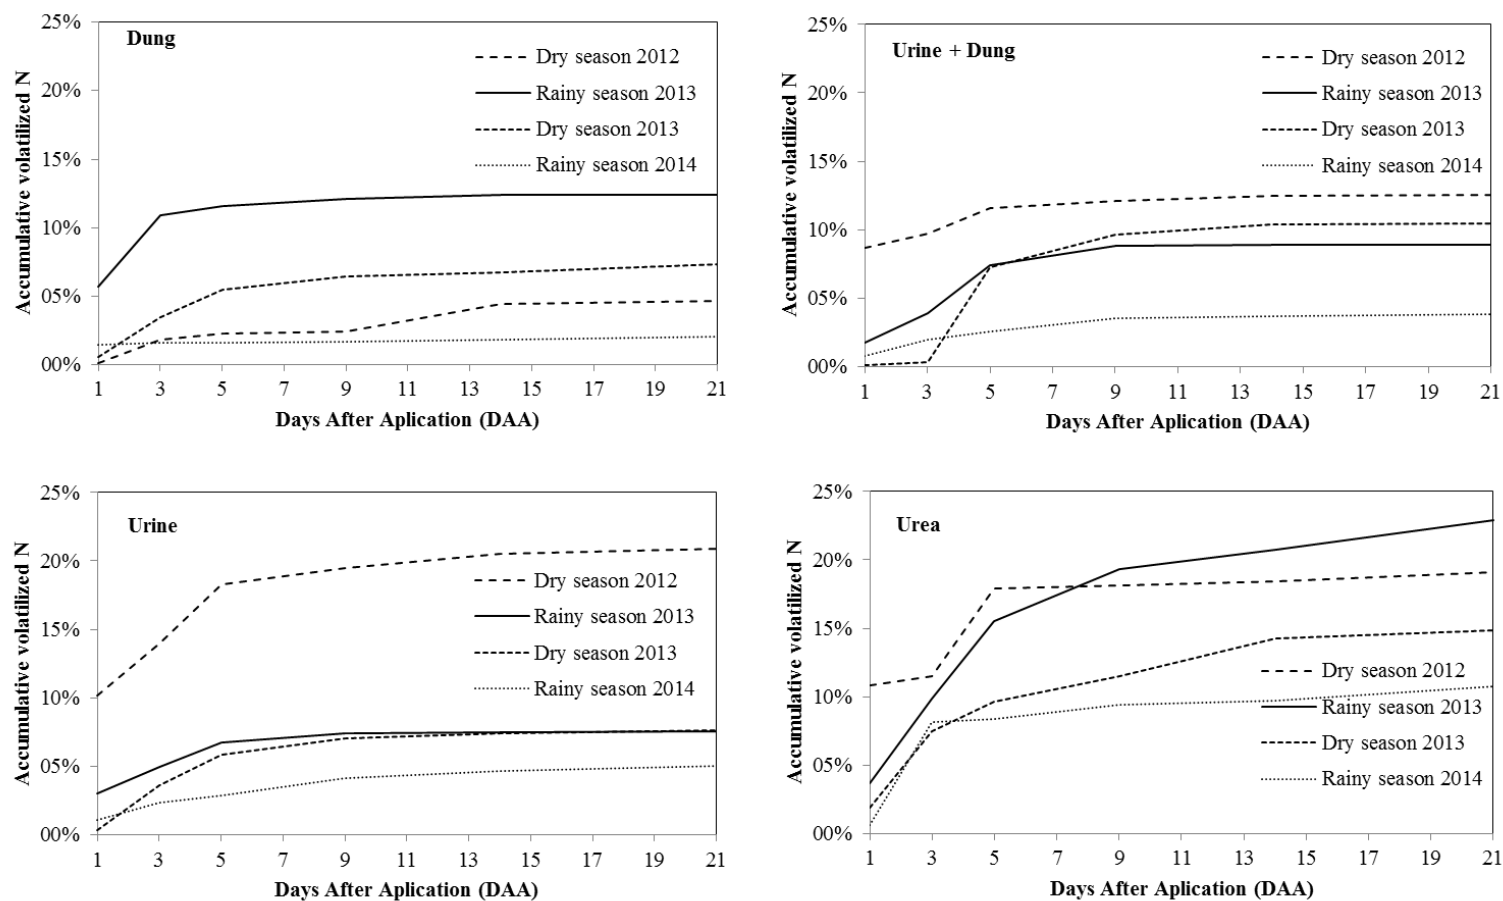 Dung
Accumulative volatilized N
25%
20%
15%
10%
05%
00%
Dry season 2012
Rainy season 2013
Dry season 2013
Rainy season 2014
1 3 5 7 9 11 13 15 17 19 21
Days After Aplication (DAA)
Urine + Dung
Accumulative volatilized N
25%
20%
15%
10%
05%
00%
Dry season 2012
Rainy season 2013
Dry season 2013
Rainy season 2014
1 3 5 7 9 11 13 15 17 19 21
Days After Aplication (DAA)
Urine
Accumulative volatilized N
25%
20%
15%
10%
05%
00%
Dry season 2012
Rainy season 2013
Dry season 2013
Rainy season 2014
1 3 5 7 9 11 13 15 17 19 21
Days After Aplication (DAA)
Urea
Accumulative volatilized N
25%
20%
15%
10%
05%
00%
Dry season 2012
Rainy season 2013
Dry season 2013
Rainy season 2014
1 3 5 7 9 11 13 15 17 19 21
Days After Aplication (DAA)